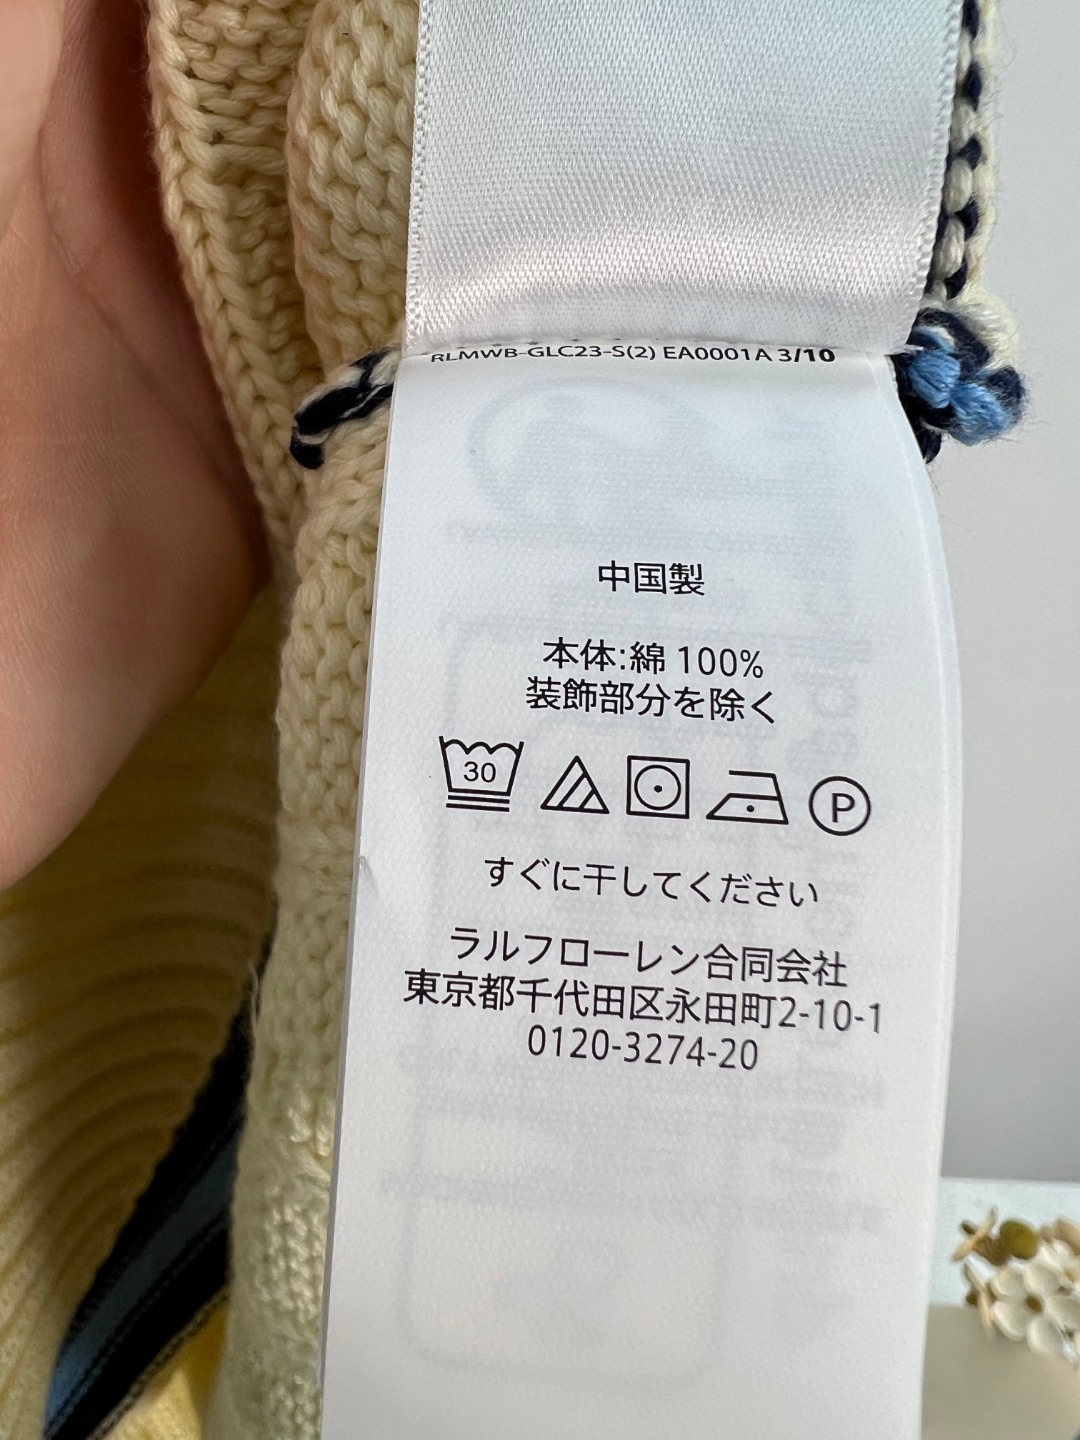 RLMWB-GLC23-S(2) EA0001A 3/10
中国製
本体:綿 100%
装飾部分を除く
30
P
すぐに干してください
ラルフローレン合同会社
東京都千代田区永田町2-10-1
0120-3274-20